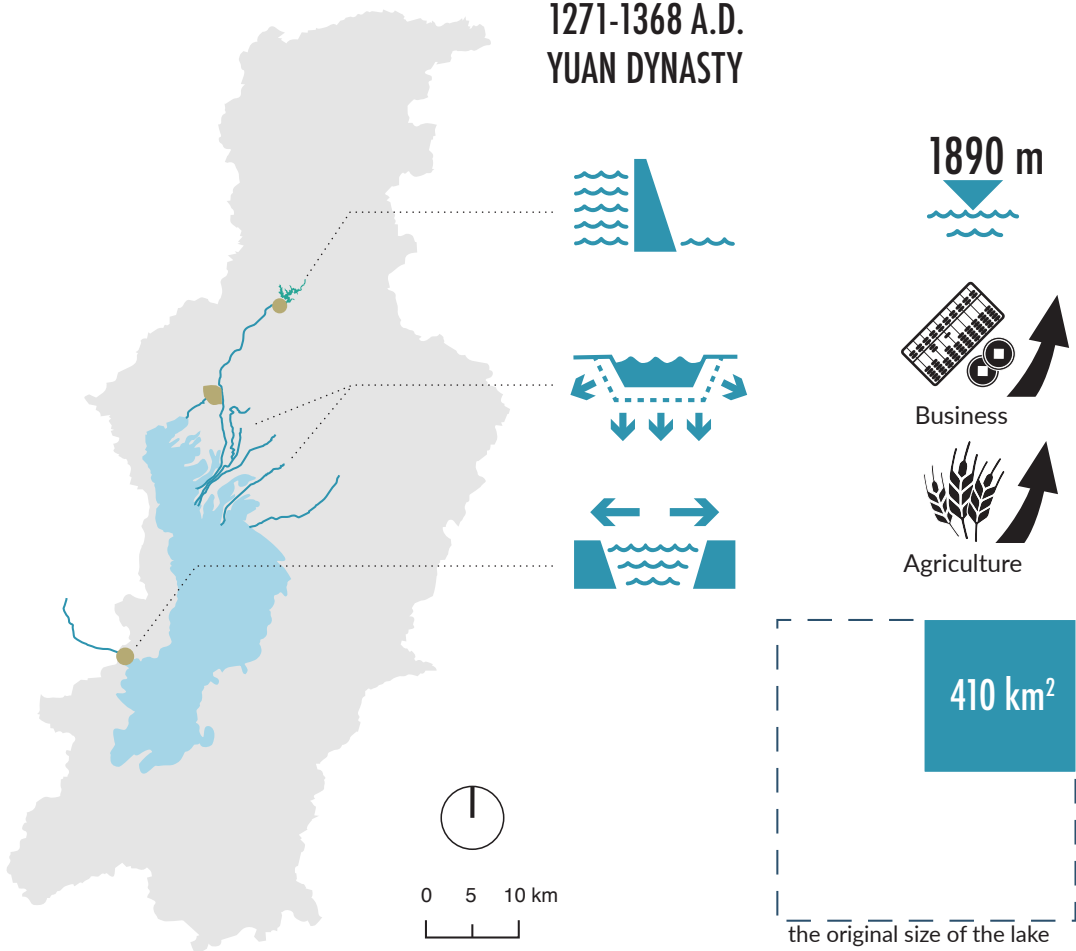 1271-1368 A.D.
YUAN DYNASTY
1890 m
Business
Agriculture
410 km²
0 5 10 km
the original size of the lake